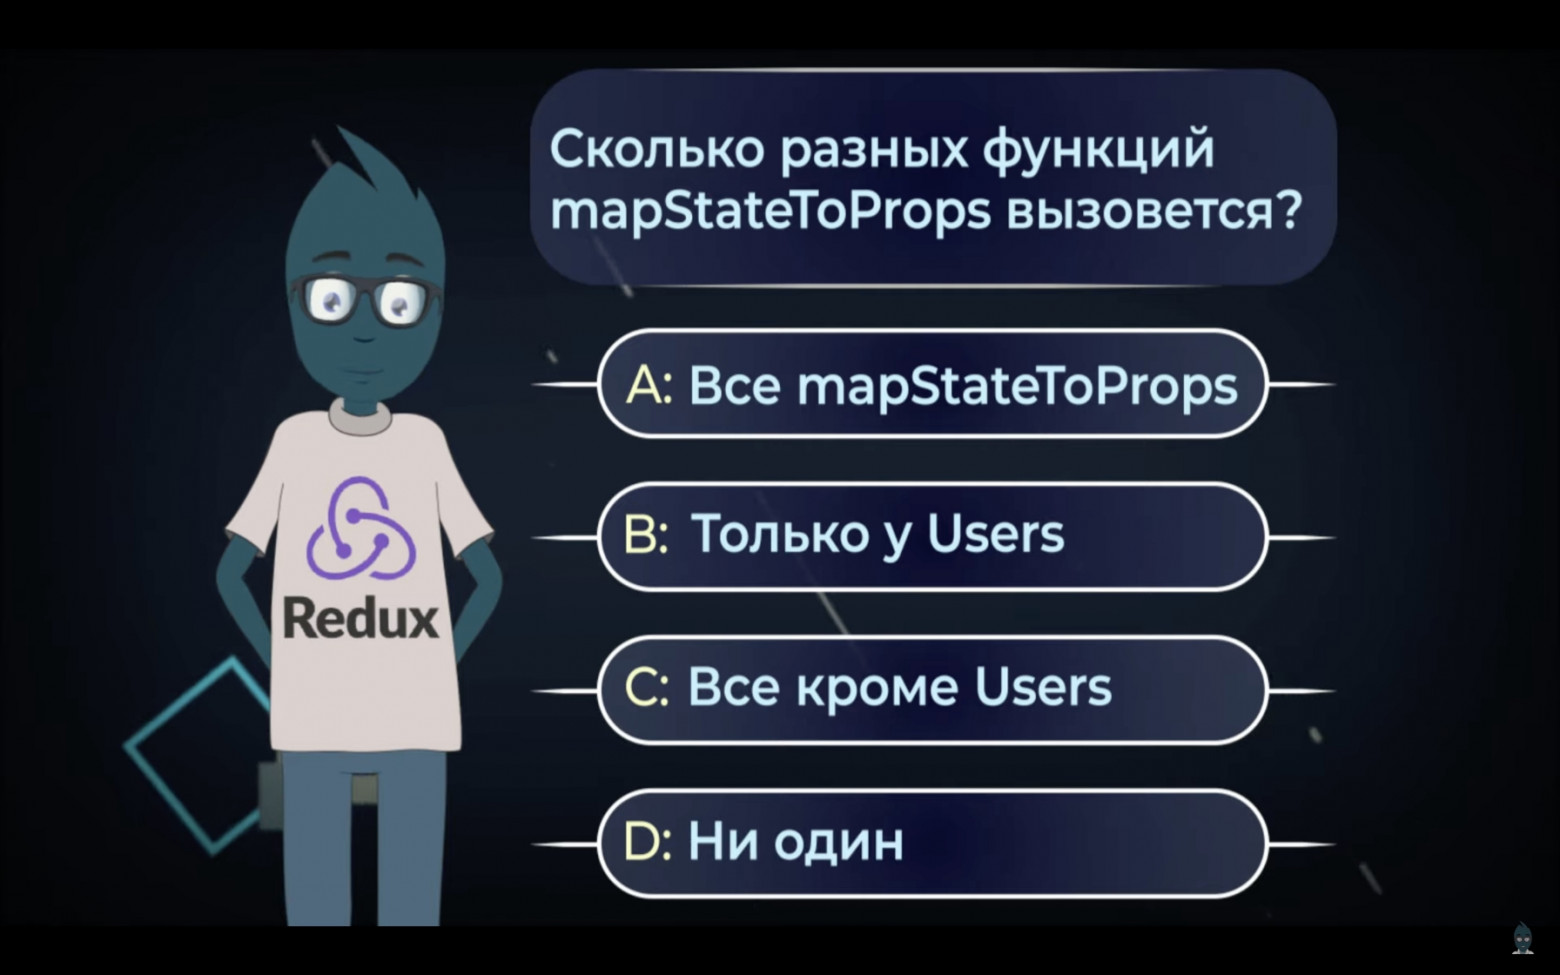 Сколько разных функций
mapStateToProps вызовется?
A: Все mapStateToProps
B: Только у Users
C: Все кроме Users
D: Ни один
Redux